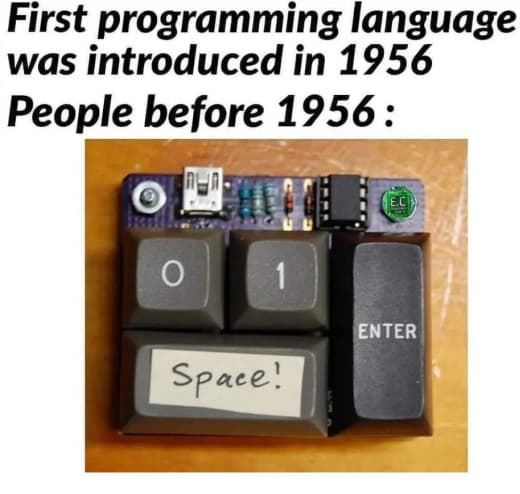 First programming language
was introduced in 1956
People before 1956 :
E.C
0 1
ENTER
Space!